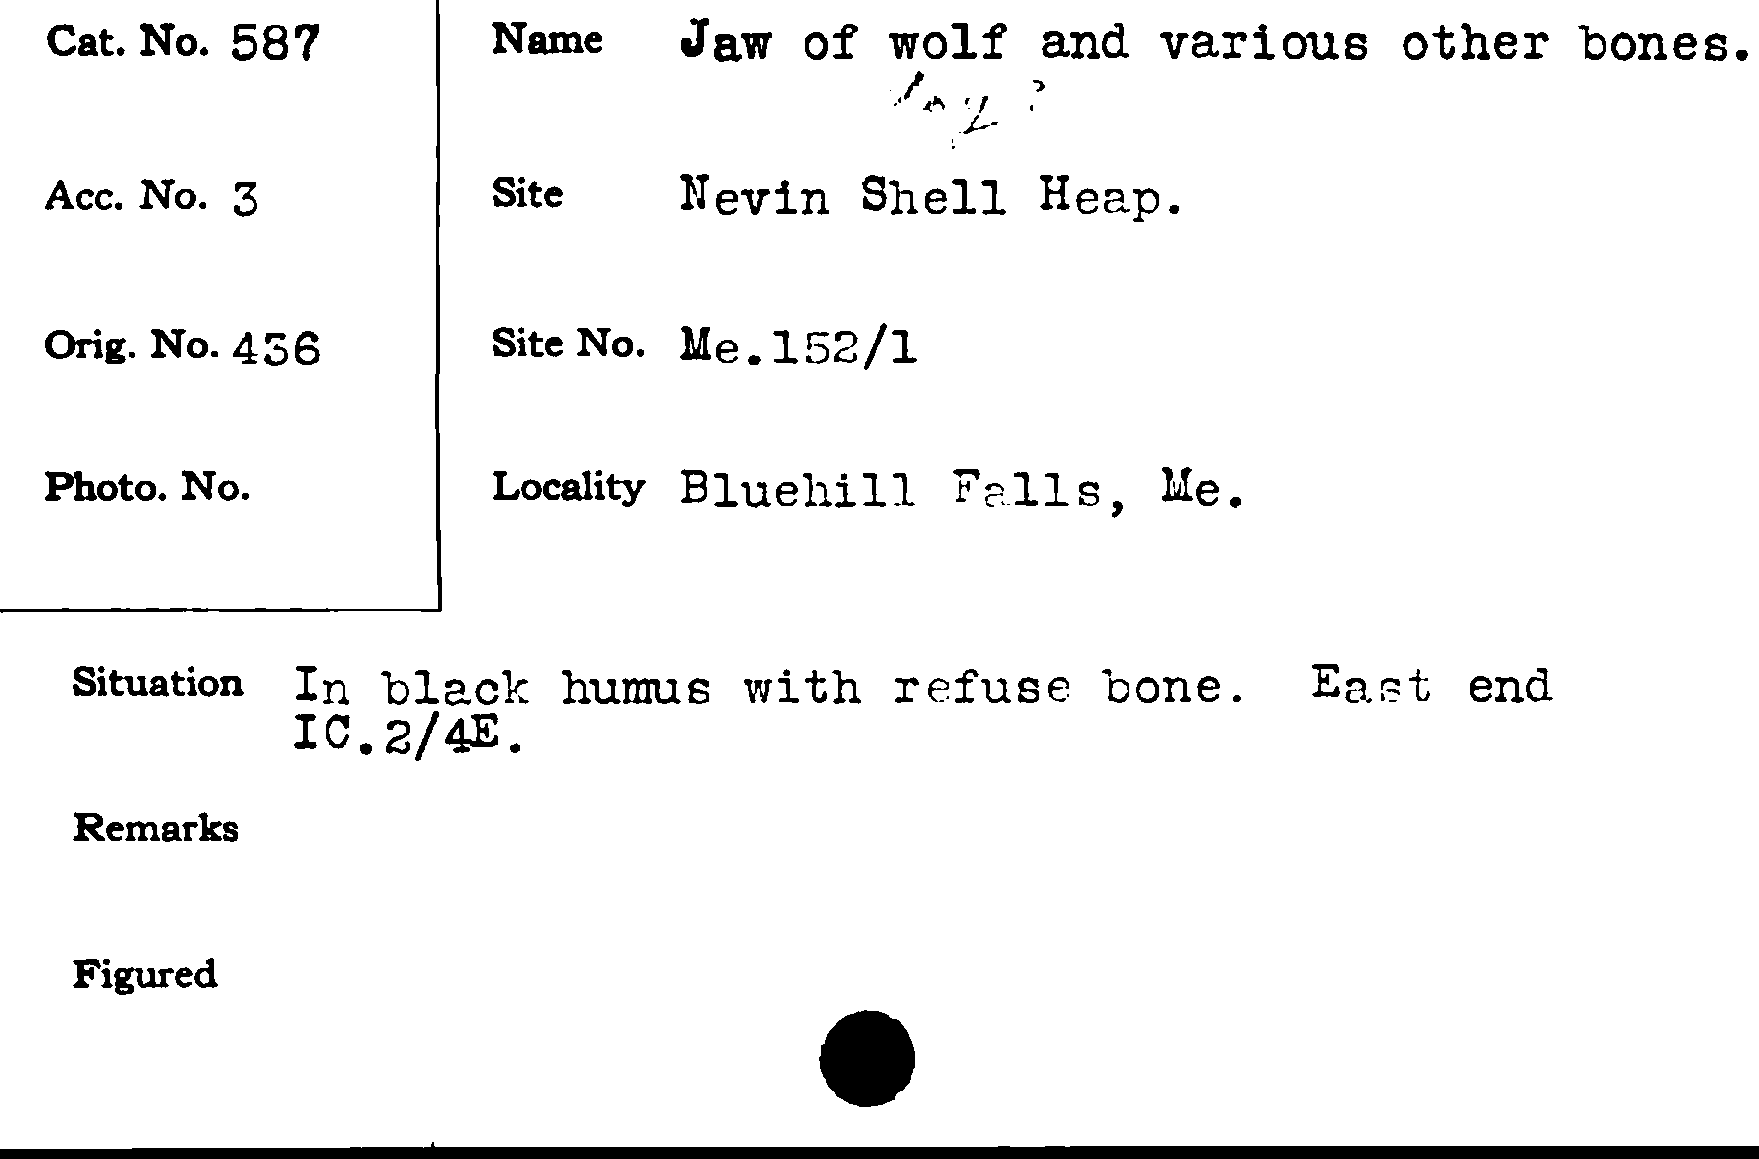 Cat. No. 587
Name Jaw of wolf and various other bones.
dog ?
Acc. No. 3
Site Nevin Shell Heap.
Orig. No. 436
Site No. Me.152/1
Photo. No.
Locality Bluehill Falls, Me.
Situation In black humus with refuse bone. East end
IC.2/4E.
Remarks
Figured